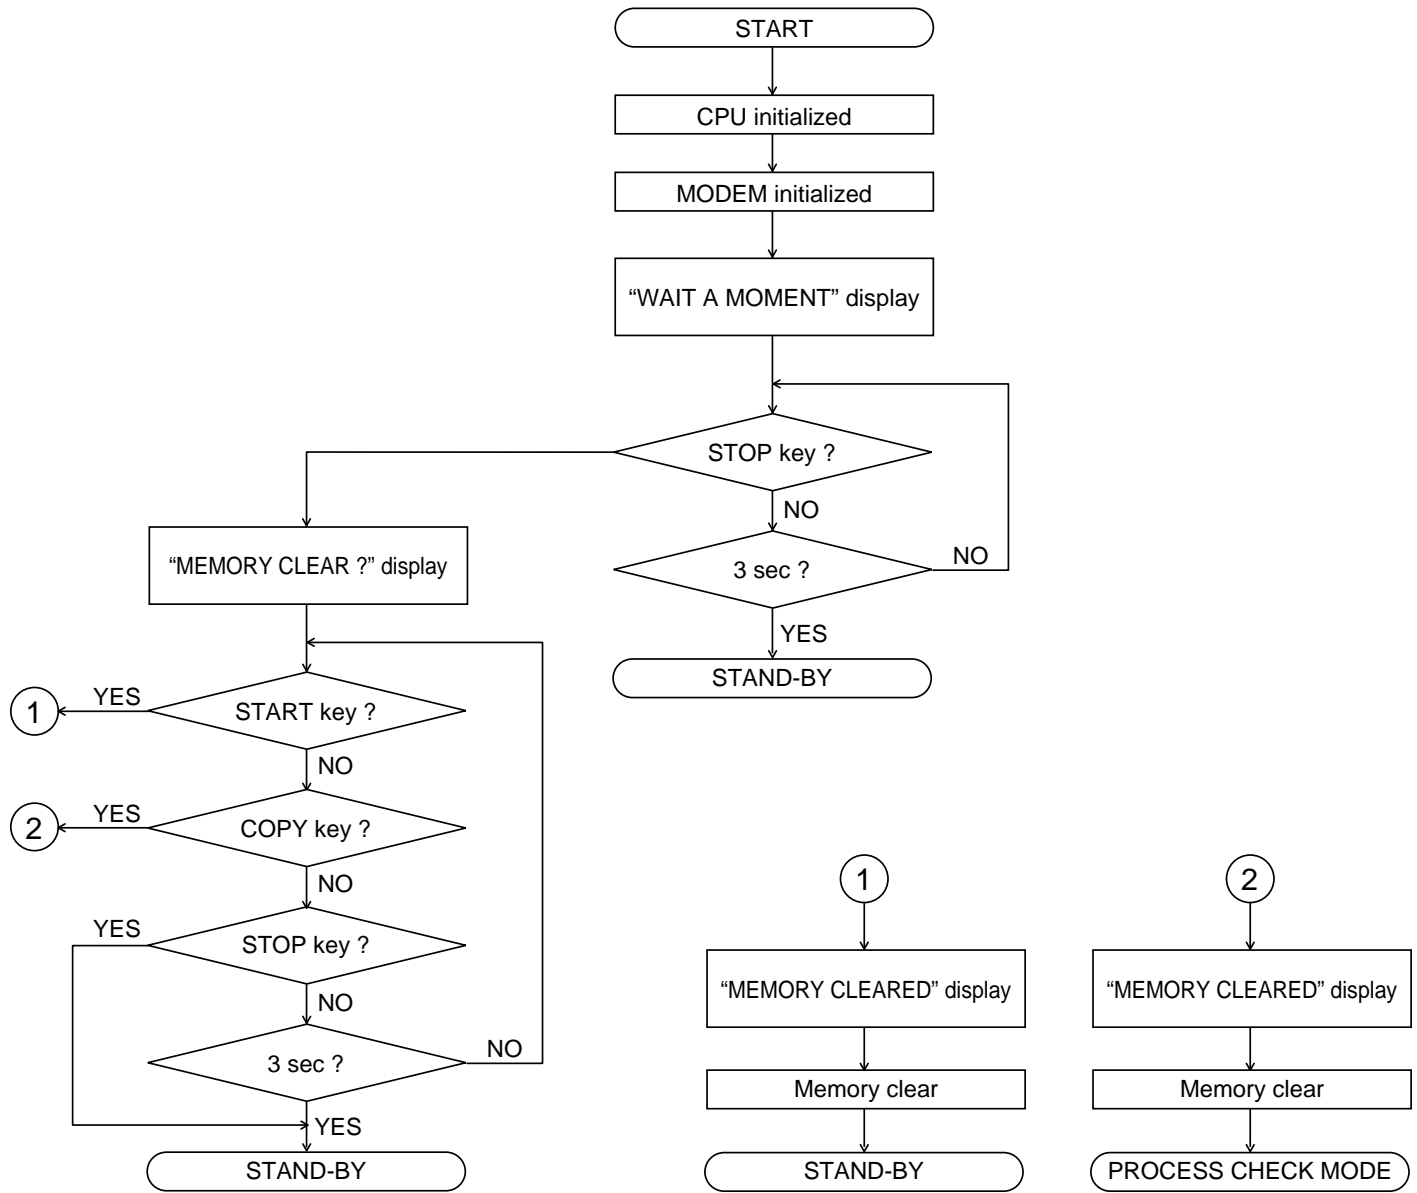 START
CPU initialized
MODEM initialized
“WAIT A MOMENT” display
STOP key ?
NO
3 sec ?
NO
YES
STAND-BY
“MEMORY CLEAR ?” display
START key ?
YES
1
NO
COPY key ?
YES
2
NO
STOP key ?
YES
NO
3 sec ?
NO
YES
STAND-BY
1
“MEMORY CLEARED” display
Memory clear
STAND-BY
2
“MEMORY CLEARED” display
Memory clear
PROCESS CHECK MODE